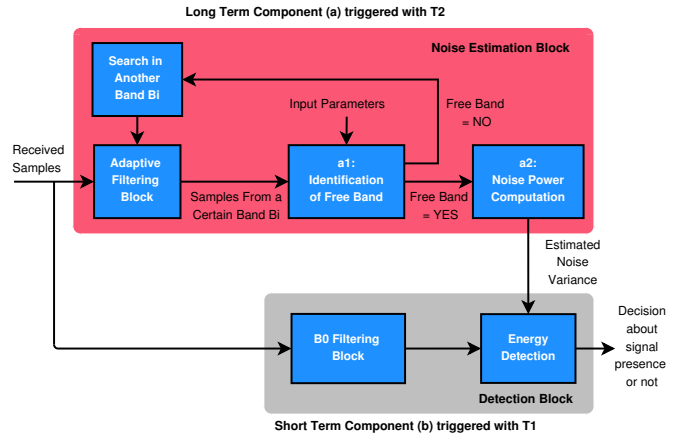 Long Term Component (a) triggered with T2
Noise Estimation Block
Search in
Another
Band Bi
Input Parameters
Free Band
= NO
Received
Samples
Adaptive
Filtering
Block
Samples From a
Certain Band Bi
a1:
Identification
of Free Band
Free Band
= YES
a2:
Noise Power
Computation
Estimated
Noise
Variance
B0 Filtering
Block
Energy
Detection
Decision
about
signal
presence
or not
Detection Block
Short Term Component (b) triggered with T1